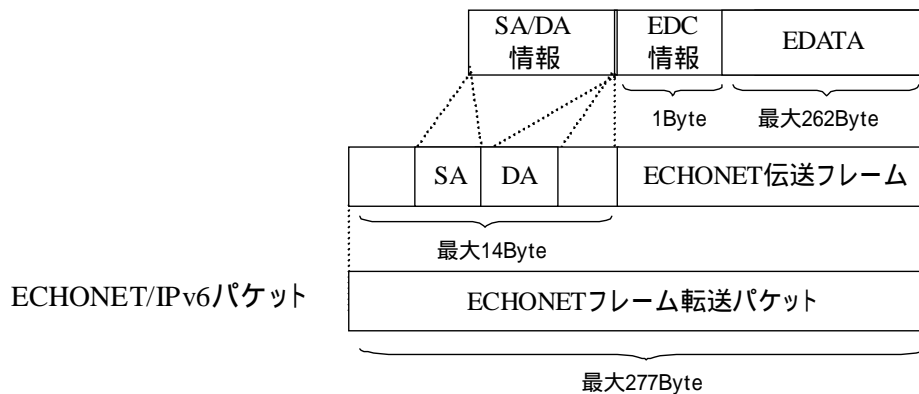 SA/DA
情報
EDC
情報
EDATA
1Byte
最大262Byte
SA
DA
ECHONET伝送フレーム
最大14Byte
ECHONET/IPv6パケット
ECHONETフレーム転送パケット
最大277Byte